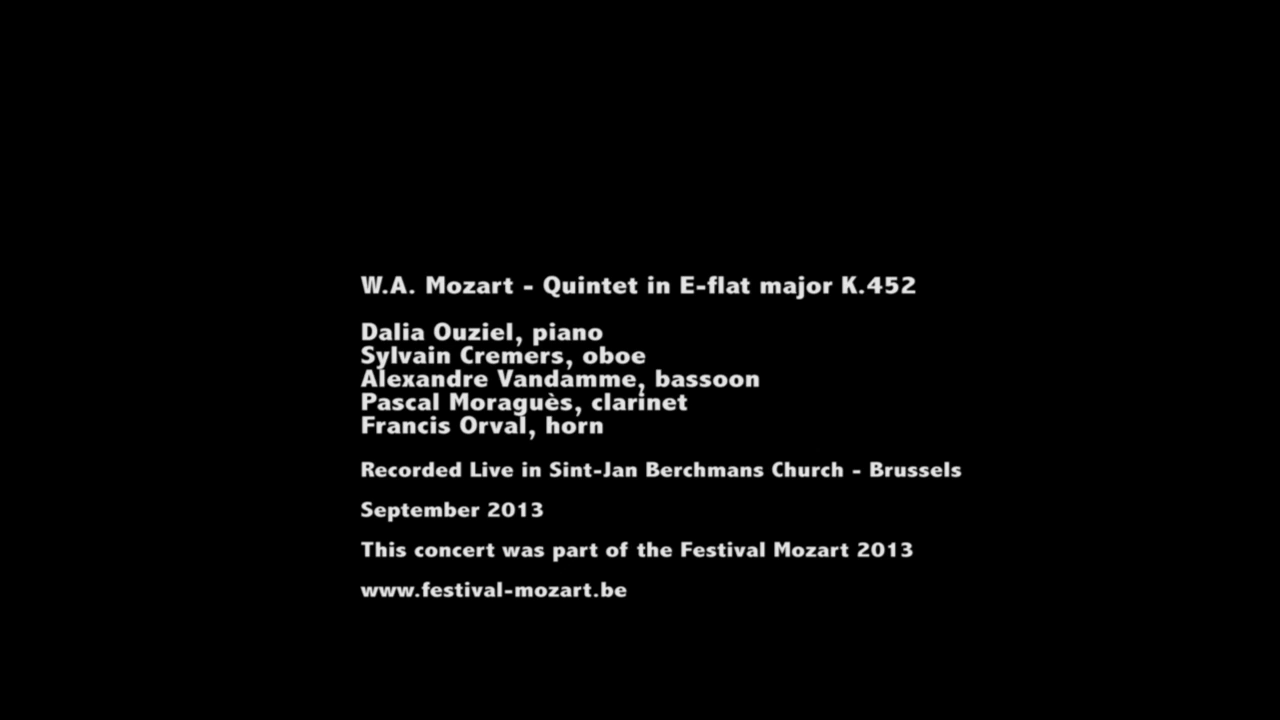 W.A. Mozart - Quintet in E-flat major K.452
Dalia Ouziel, piano
Sylvain Cremers, oboe
Alexandre Vandamme, bassoon
Pascal Moraguès, clarinet
Francis Orval, horn
Recorded Live in Sint-Jan Berchmans Church - Brussels
September 2013
This concert was part of the Festival Mozart 2013
www.festival-mozart.be